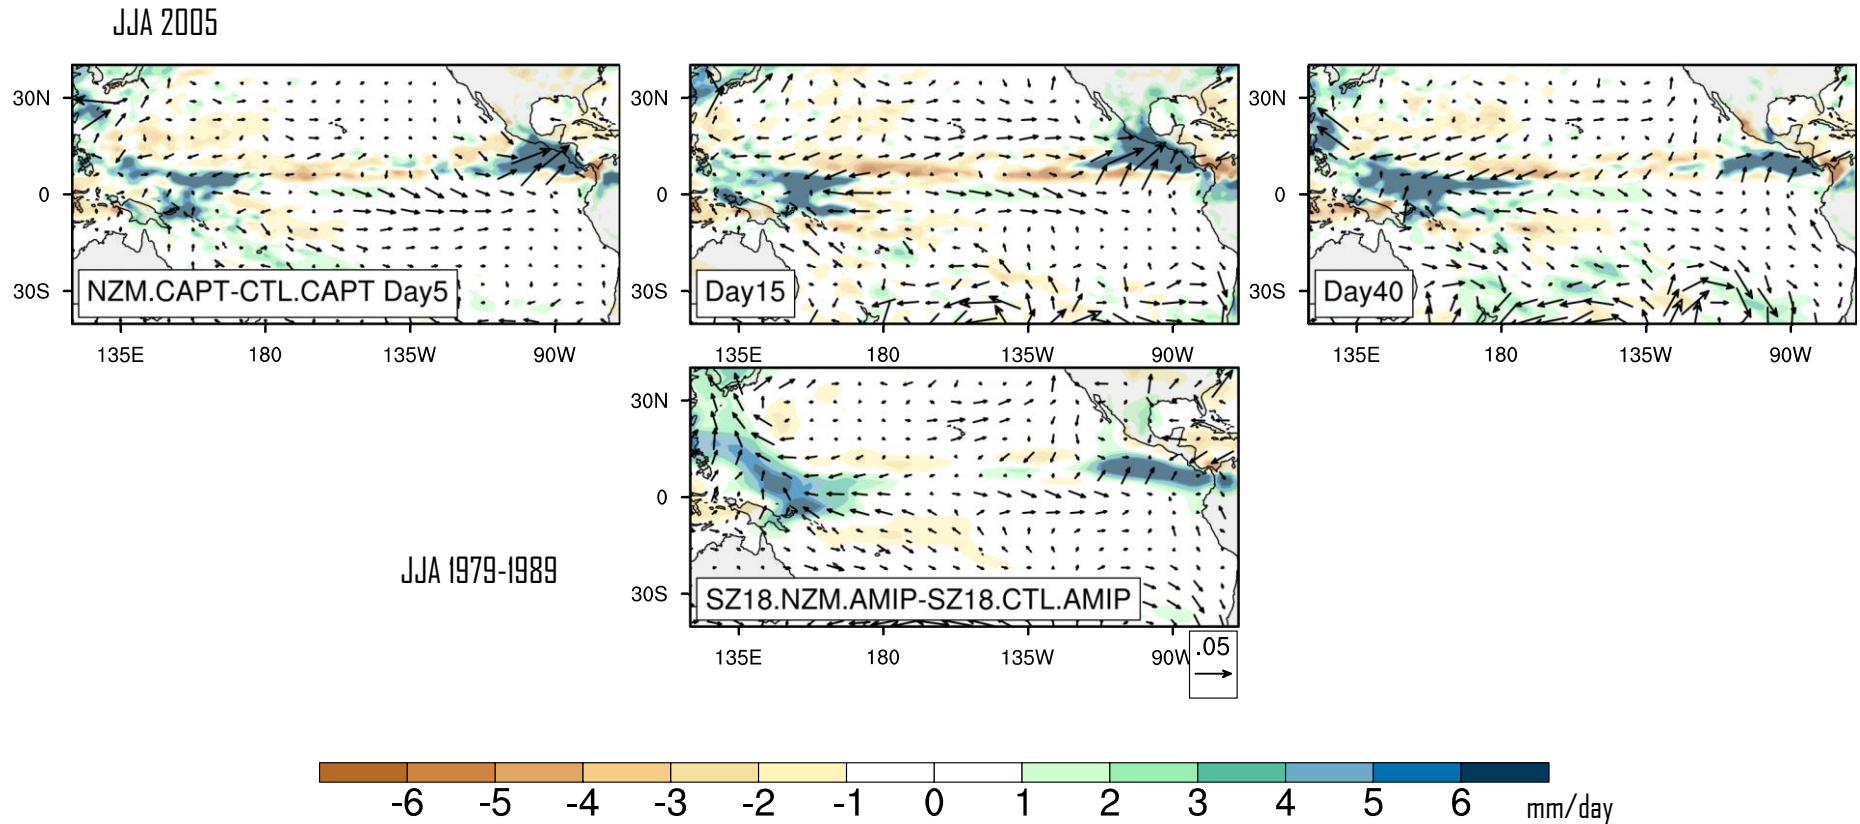 JJA 2005
30N
0
30S
NZM.CAPT-CTL.CAPT Day5
135E 180 135W 90W
30N
0
30S
Day15
135E 180 135W 90W
30N
0
30S
Day40
135E 180 135W 90W
JJA 1979-1989
30N
0
30S
SZ18.NZM.AMIP-SZ18.CTL.AMIP
135E 180 135W 90W
.05
-6 -5 -4 -3 -2 -1 0 1 2 3 4 5 6 mm/day